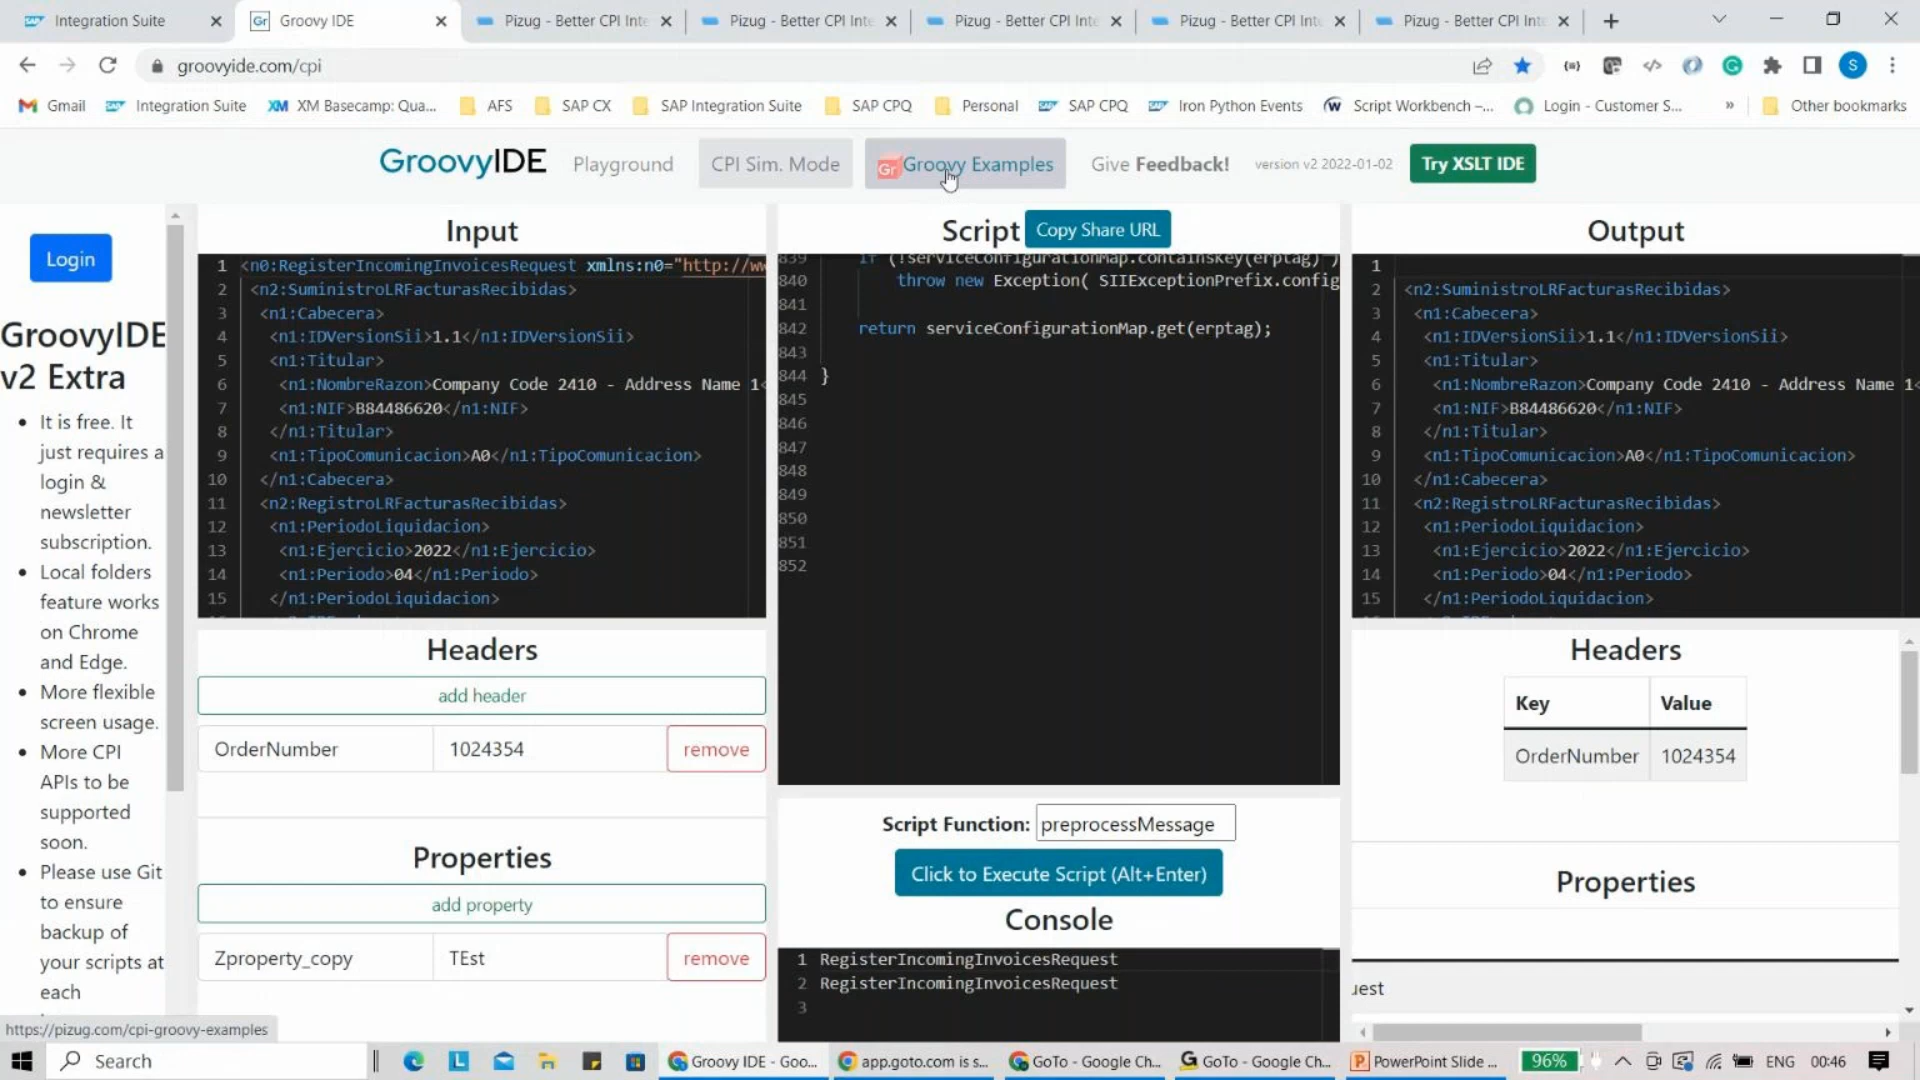 Integration Suite
Groovy IDE
Pizug - Better CPI Inte
Pizug - Better CPI Inte
Pizug - Better CPI Inte
Pizug - Better CPI Inte
Pizug - Better CPI Inte
groovyide.com/cpi
S
Gmail
Integration Suite
XM Basecamp: Qua...
AFS
SAP CX
SAP Integration Suite
SAP CPQ
Personal
SAP CPQ
Iron Python Events
Script Workbench –...
Login - Customer S...
»
Other bookmarks
GroovyIDE
Playground
CPI Sim. Mode
Gr Groovy Examples
Give Feedback!
version v2 2022-01-02
Try XSLT IDE
Login
GroovyIDE
v2 Extra
• It is free. It
just requires a
login &
newsletter
subscription.
• Local folders
feature works
on Chrome
and Edge.
• More flexible
screen usage.
• More CPI
APIs to be
supported
soon.
• Please use Git
to ensure
backup of
your scripts at
each
Input
1 <n0:RegisterIncomingInvoicesRequest xmlns:n0="http://ww
2 <n2:SuministroLRFacturasRecibidas>
3 <n1:Cabecera>
4 <n1:IDVersionSii>1.1</n1:IDVersionSii>
5 <n1:Titular>
6 <n1:NombreRazon>Company Code 2410 - Address Name 1<
7 <n1:NIF>B84486620</n1:NIF>
8 </n1:Titular>
9 <n1:TipoComunicacion>A0</n1:TipoComunicacion>
10 </n1:Cabecera>
11 <n2:RegistroLRFacturasRecibidas>
12 <n1:PeriodoLiquidacion>
13 <n1:Ejercicio>2022</n1:Ejercicio>
14 <n1:Periodo>04</n1:Periodo>
15 </n1:PeriodoLiquidacion>
Headers
add header
OrderNumber 1024354 remove
Properties
add property
Zproperty_copy TEst remove
Script Copy Share URL
839 if (!serviceConfigurationMap.containsKey(erptag) )
840 throw new Exception( SIIExceptionPrefix.config
841
842 return serviceConfigurationMap.get(erptag);
843
844 }
845
846
847
848
849
850
851
852
Script Function: preprocessMessage
Click to Execute Script (Alt+Enter)
Console
1 RegisterIncomingInvoicesRequest
2 RegisterIncomingInvoicesRequest
3
Output
1
2 <n2:SuministroLRFacturasRecibidas>
3 <n1:Cabecera>
4 <n1:IDVersionSii>1.1</n1:IDVersionSii>
5 <n1:Titular>
6 <n1:NombreRazon>Company Code 2410 - Address Name 1<
7 <n1:NIF>B84486620</n1:NIF>
8 </n1:Titular>
9 <n1:TipoComunicacion>A0</n1:TipoComunicacion>
10 </n1:Cabecera>
11 <n2:RegistroLRFacturasRecibidas>
12 <n1:PeriodoLiquidacion>
13 <n1:Ejercicio>2022</n1:Ejercicio>
14 <n1:Periodo>04</n1:Periodo>
15 </n1:PeriodoLiquidacion>
Headers
Key Value
OrderNumber 1024354
Properties
uest
https://pizug.com/cpi-groovy-examples
Search
Groovy IDE - Goo...
app.goto.com is s...
GoTo - Google Ch...
GoTo - Google Ch...
PowerPoint Slide ...
96%
ENG
00:46